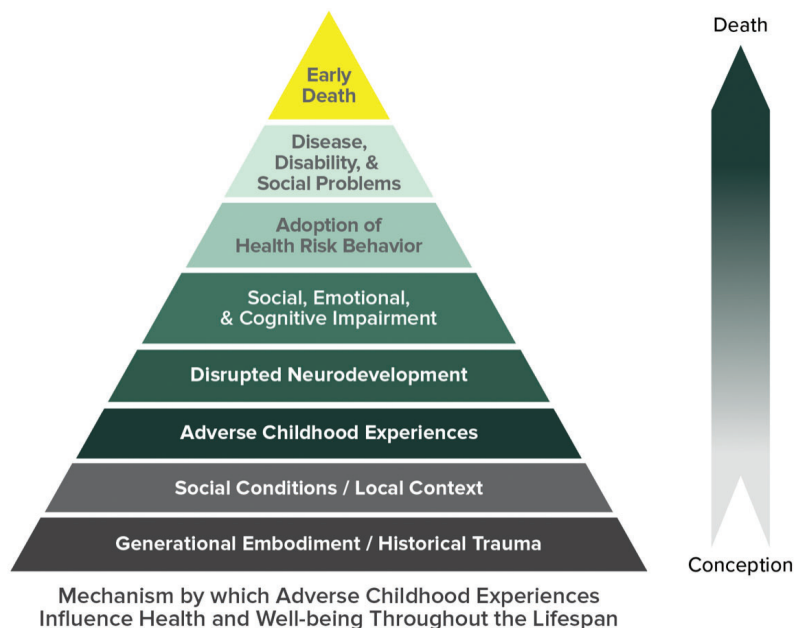 Death
Early
Death
Disease,
Disability, &
Social Problems
Adoption of
Health Risk Behavior
Social, Emotional,
& Cognitive Impairment
Disrupted Neurodevelopment
Adverse Childhood Experiences
Social Conditions / Local Context
Generational Embodiment / Historical Trauma
Conception
Mechanism by which Adverse Childhood Experiences
Influence Health and Well-being Throughout the Lifespan